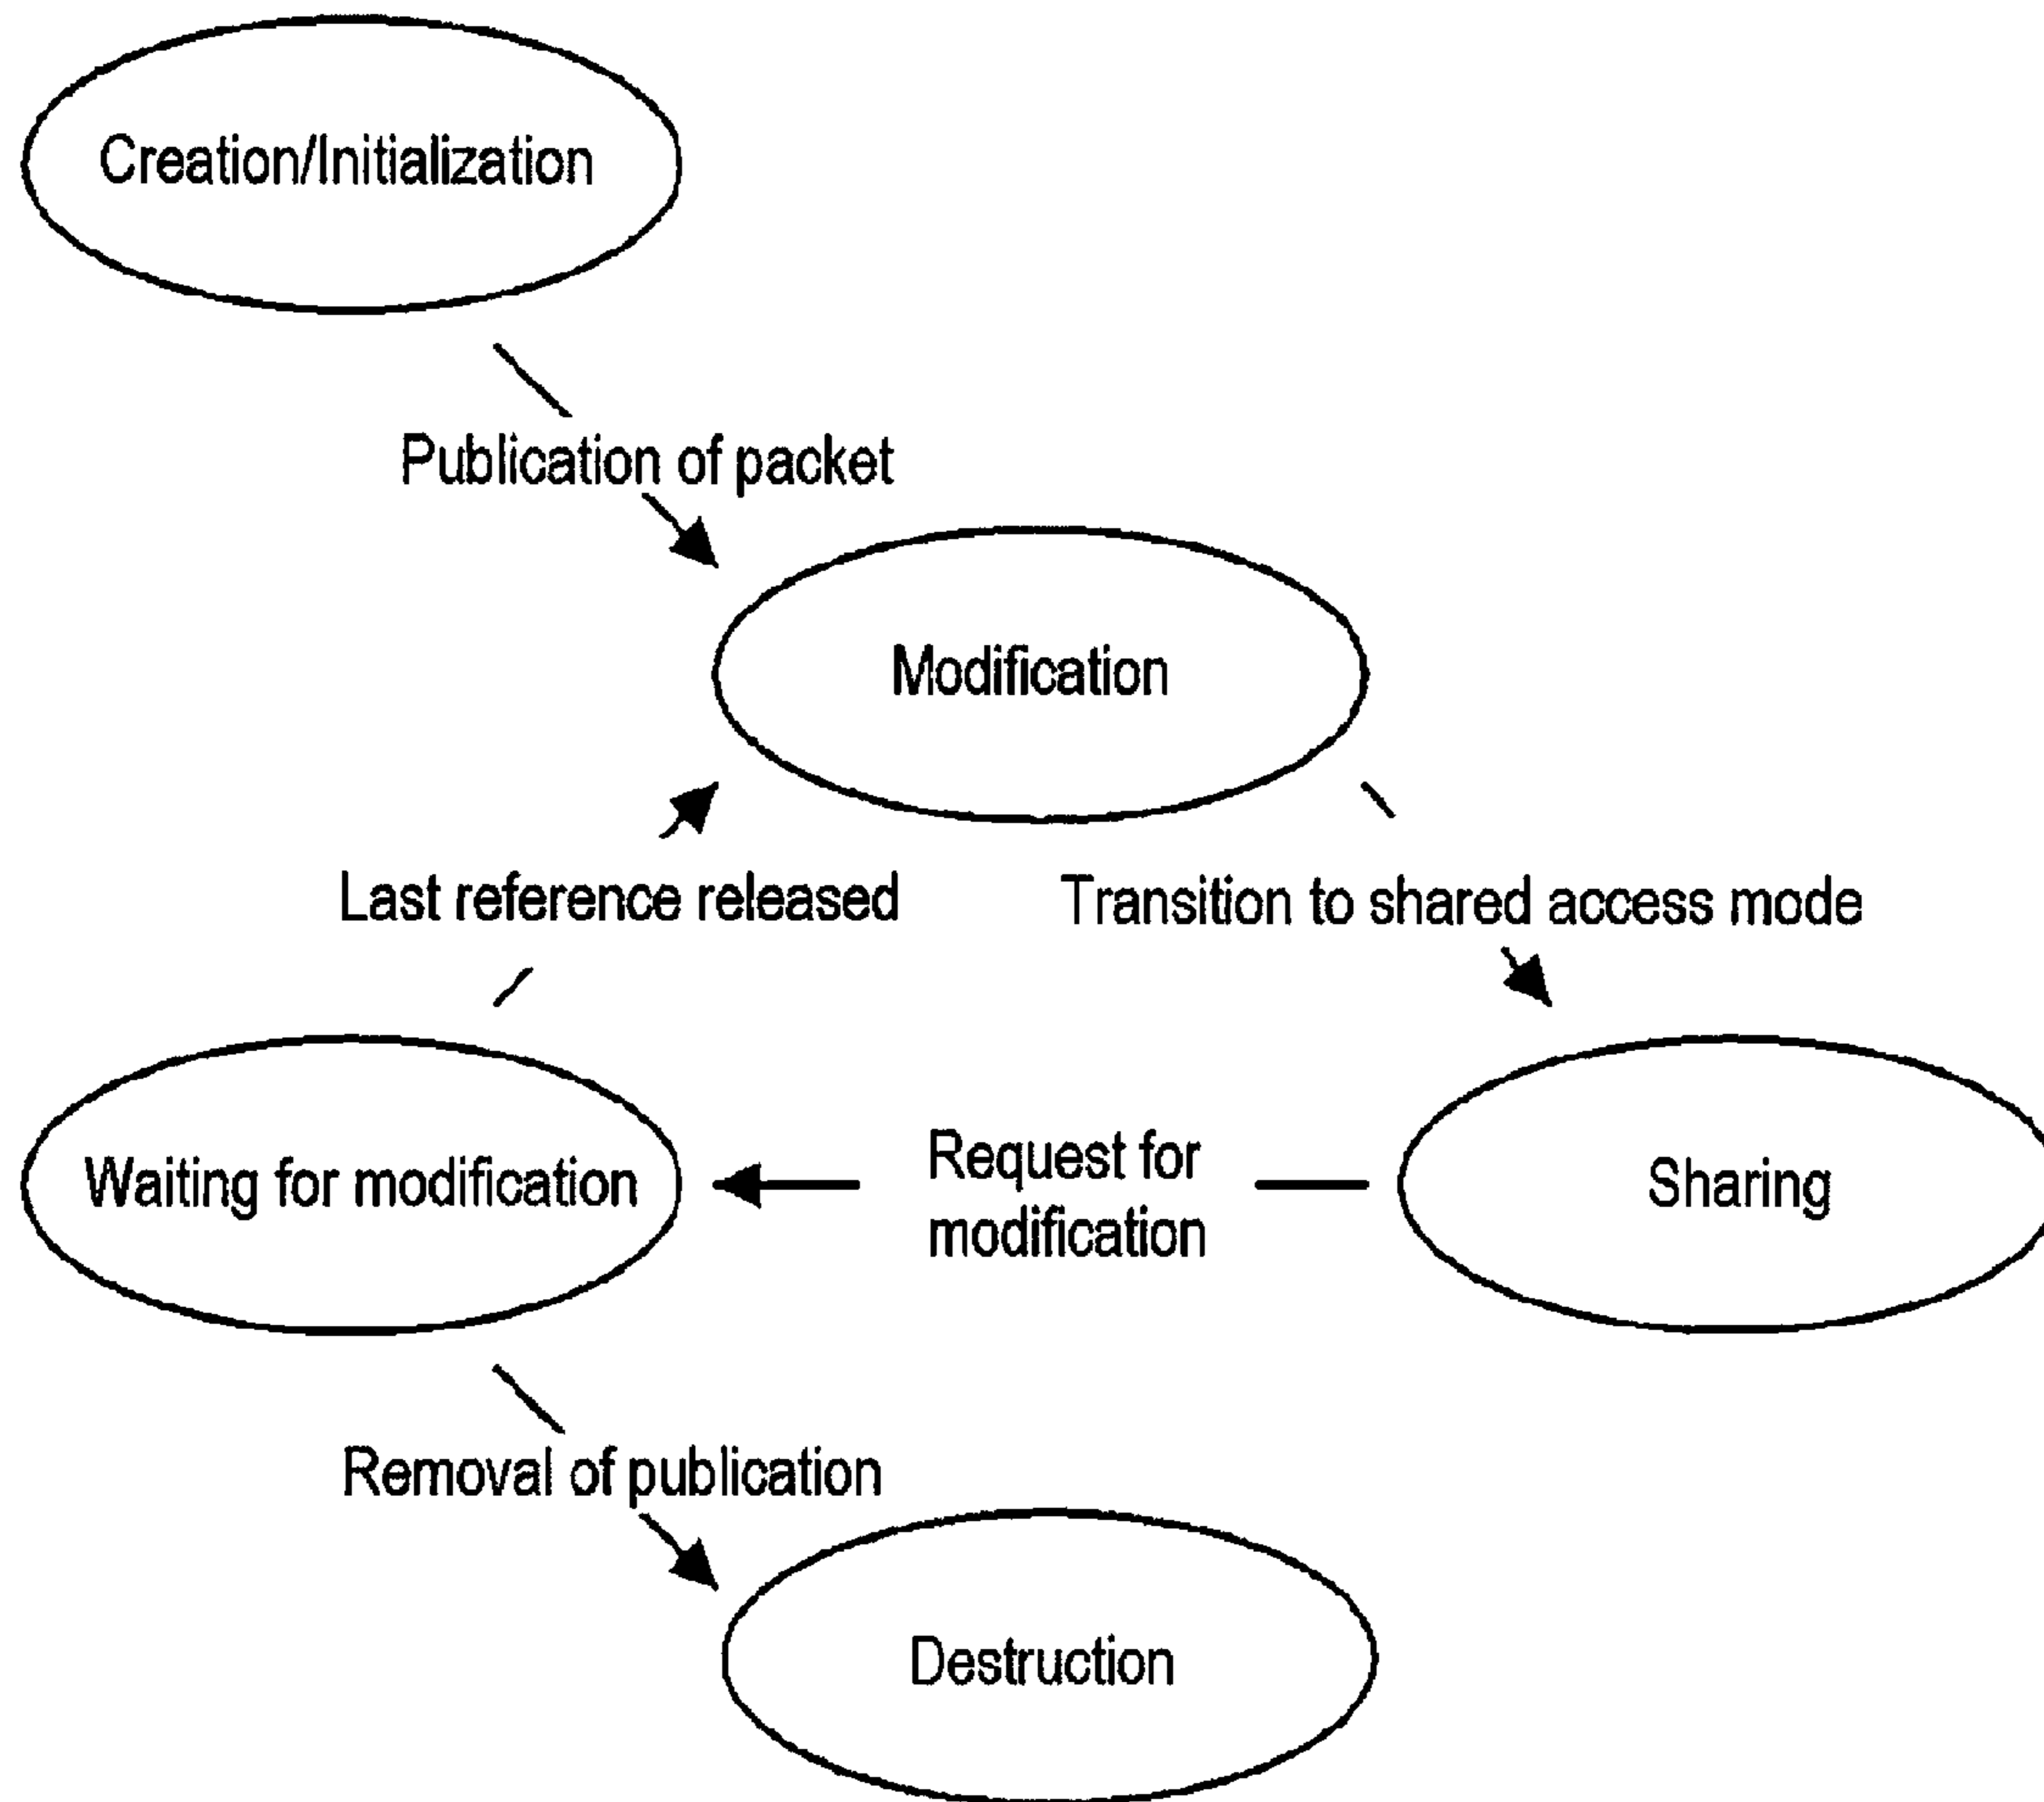 Creation/Initialization
Publication of packet
Modification
Last reference released
Transition to shared access mode
Waiting for modification
Request for
modification
Sharing
Removal of publication
Destruction